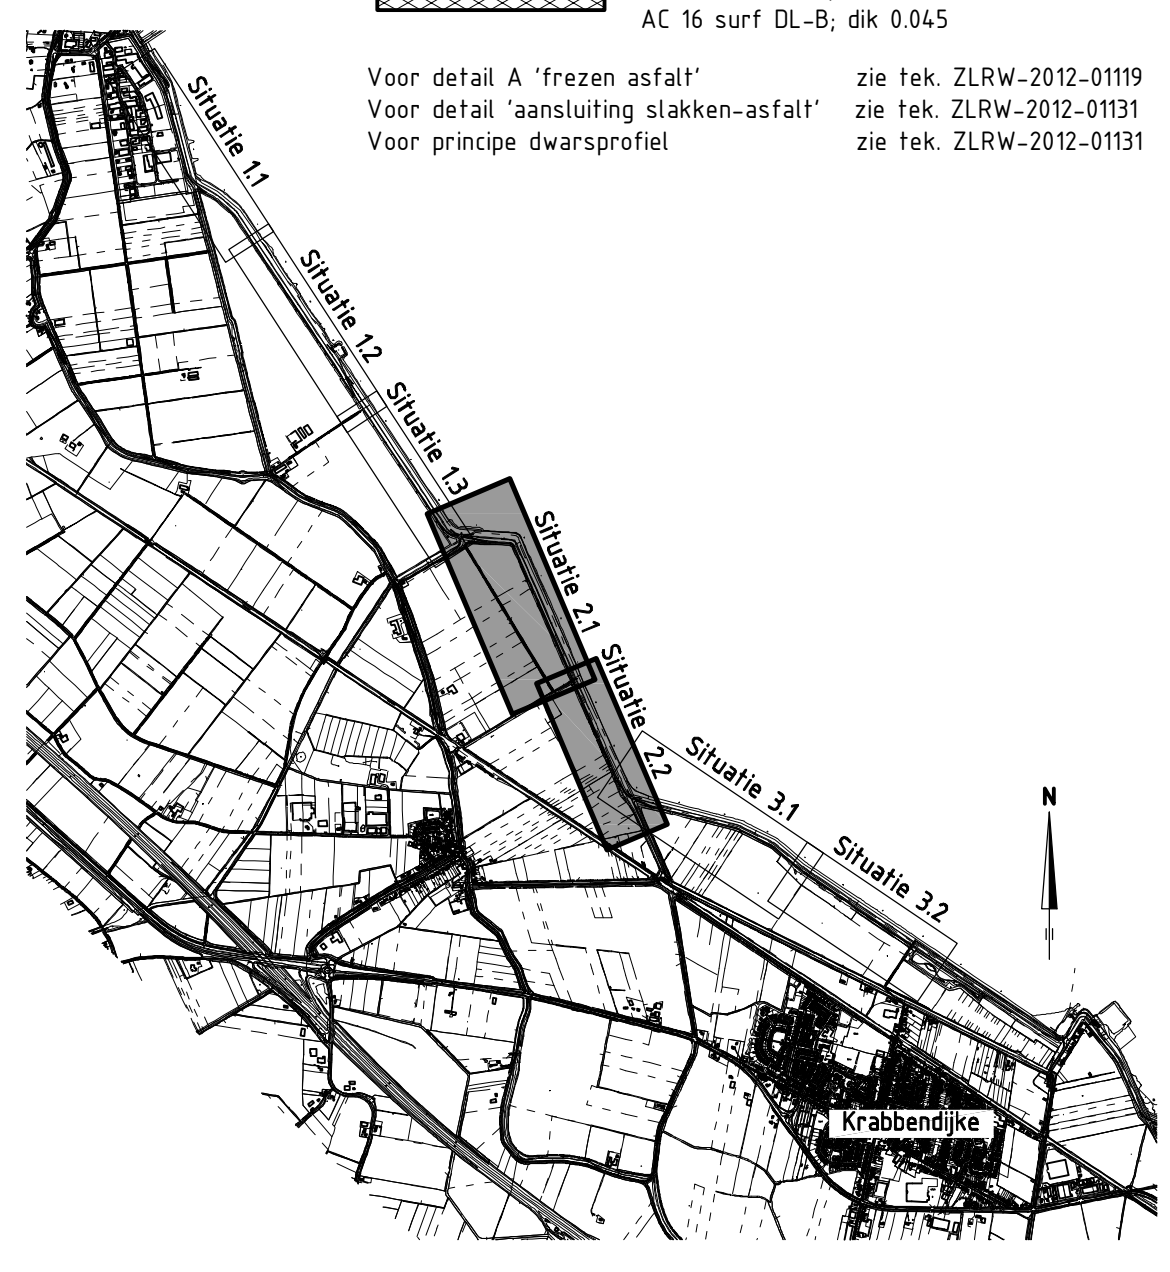 AC 16 surf DL-B; dik 0.045
Voor detail A 'frezen asfalt' zie tek. ZLRW-2012-01119
Voor detail 'aansluiting slakken-asfalt' zie tek. ZLRW-2012-01131
Voor principe dwarsprofiel zie tek. ZLRW-2012-01131
Situatie 1.1
Situatie 1.2
Situatie 1.3
Situatie 2.1
Situatie 2.2
Situatie 3.1
Situatie 3.2
N
Krabbendijke